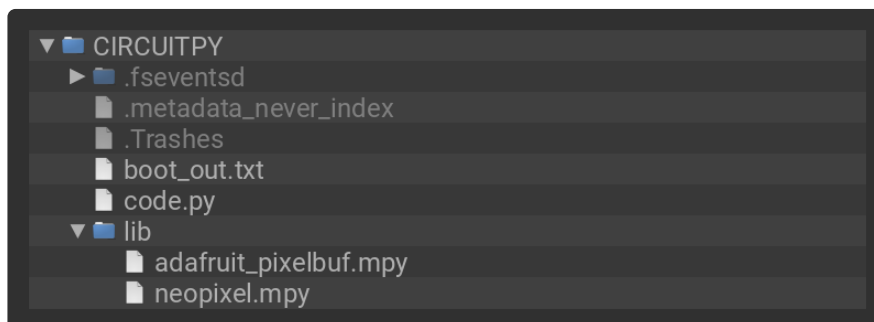 CIRCUITPY
.fseventsd
.metadata_never_index
.Trashes
boot_out.txt
code.py
lib
adafruit_pixelbuf.mpy
neopixel.mpy